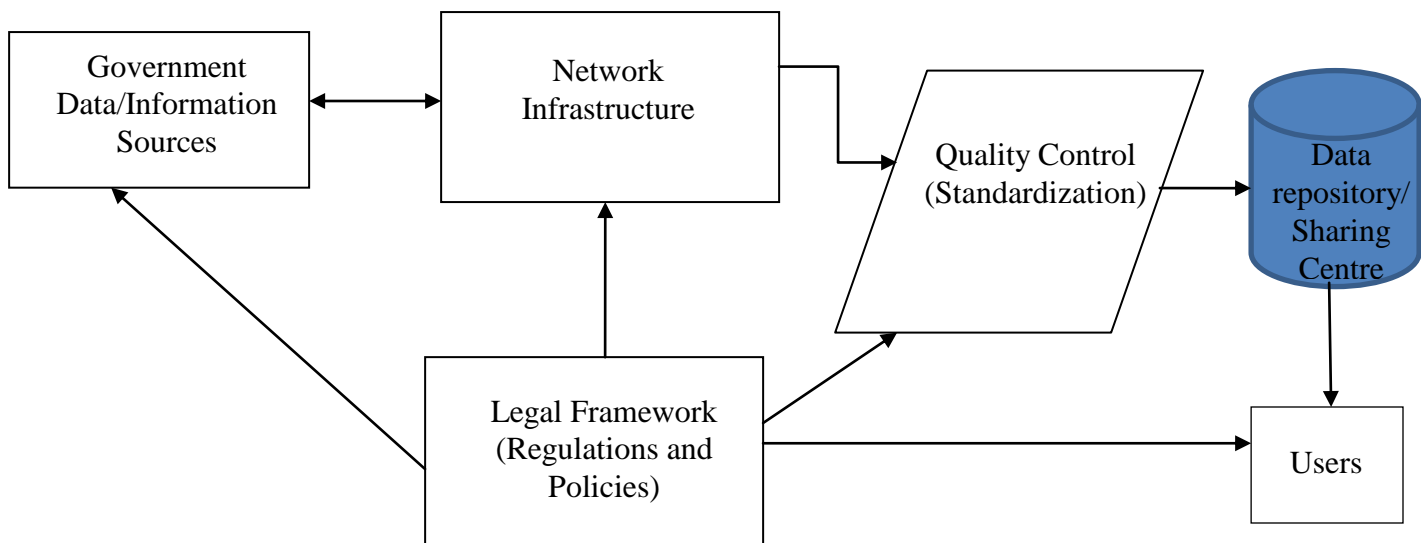 Government
Data/Information
Sources
Network
Infrastructure
Quality Control
(Standardization)
Data
repository/
Sharing
Centre
Legal Framework
(Regulations and
Policies)
Users